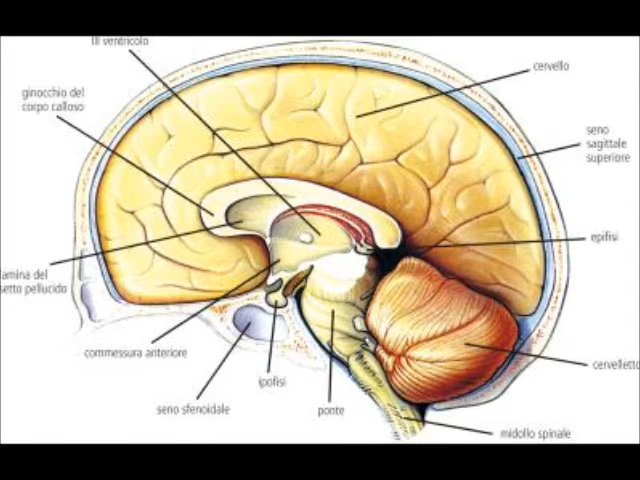 III ventricolo
cervello
ginocchio del
corpo calloso
seno
sagittale
superiore
epifisi
lamina del
setto pellucido
commessura anteriore
ipofisi
cervelletto
seno sfenoidale
ponte
midollo spinale